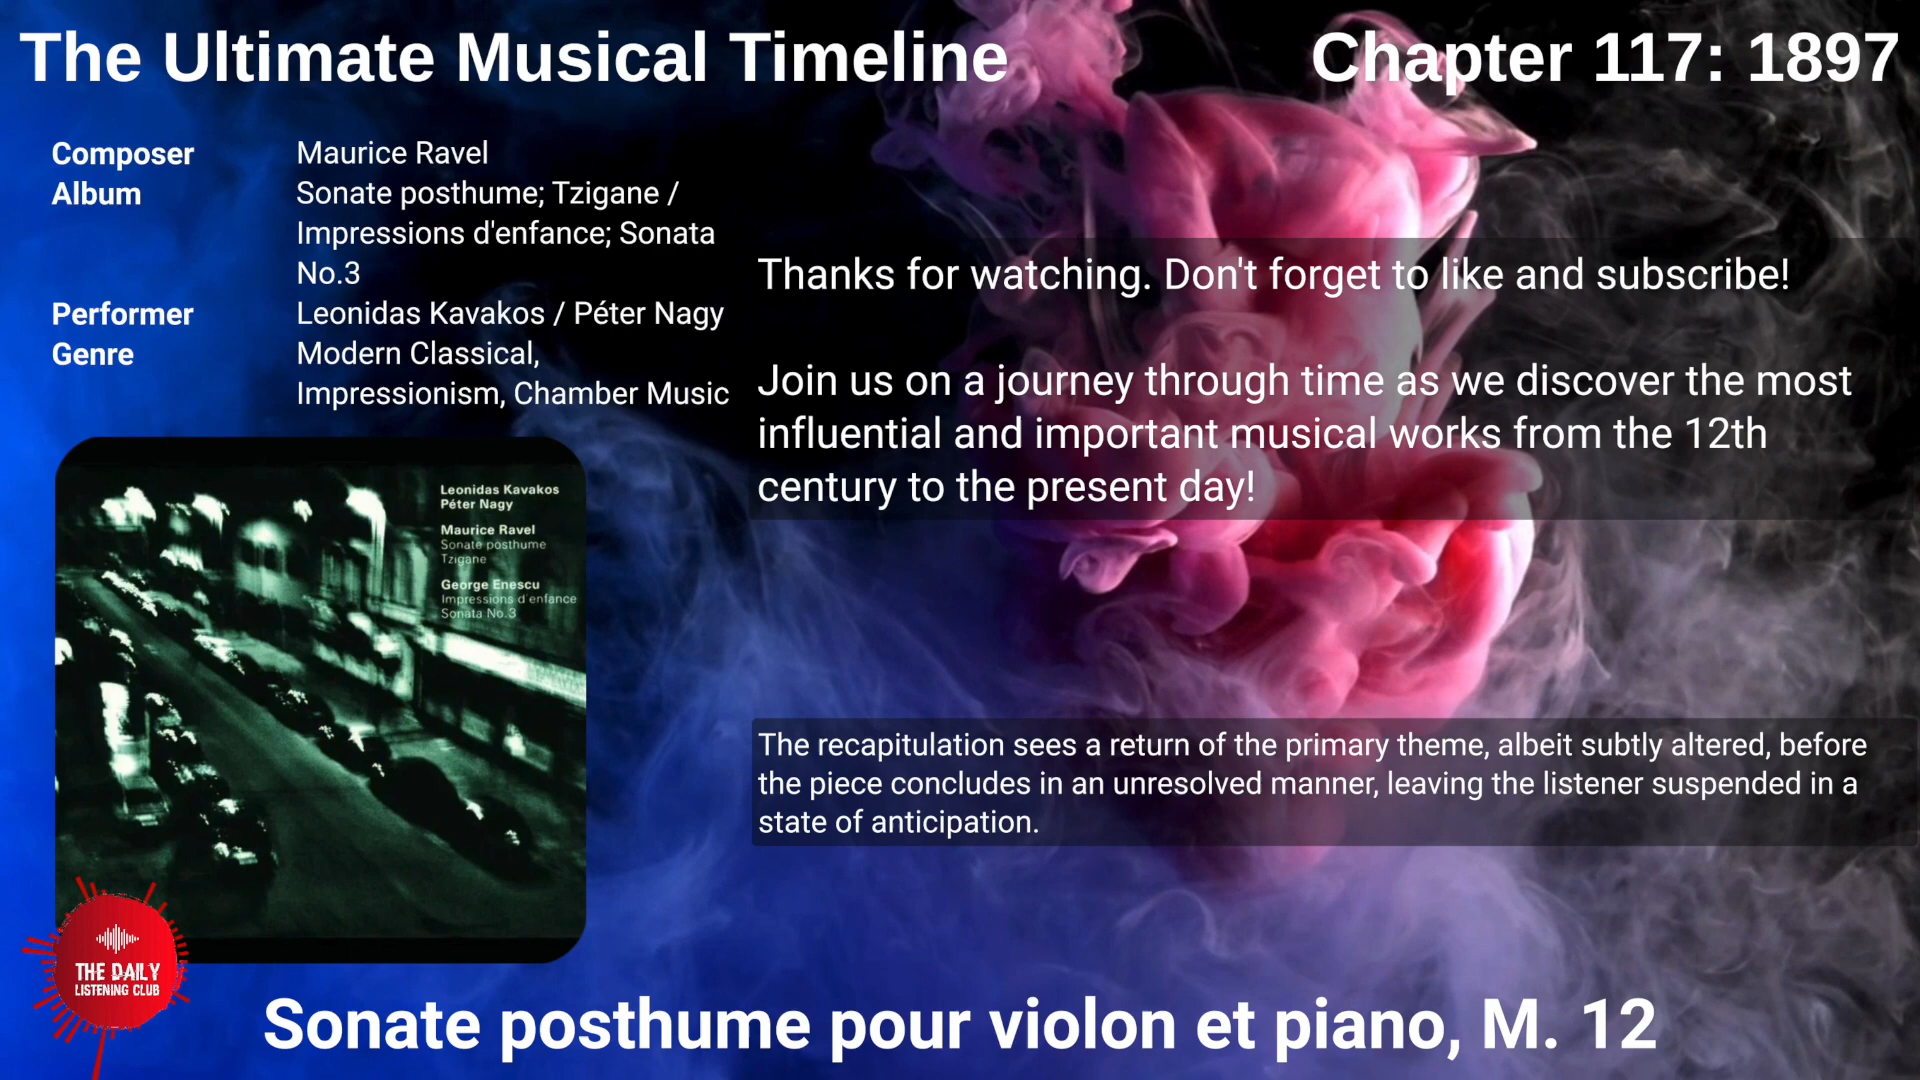 The Ultimate Musical Timeline
Chapter 117: 1897
Composer Maurice Ravel
Album Sonate posthume; Tzigane /
Impressions d'enfance; Sonata
No.3
Performer Leonidas Kavakos / Péter Nagy
Genre Modern Classical,
Impressionism, Chamber Music
Thanks for watching. Don't forget to like and subscribe!
Join us on a journey through time as we discover the most
influential and important musical works from the 12th
century to the present day!
Leonidas Kavakos
Péter Nagy
Maurice Ravel
Sonate posthume
Tzigane
George Enescu
Impressions d'enfance
Sonata No.3
The recapitulation sees a return of the primary theme, albeit subtly altered, before
the piece concludes in an unresolved manner, leaving the listener suspended in a
state of anticipation.
THE DAILY
LISTENING CLUB
Sonate posthume pour violon et piano, M. 12